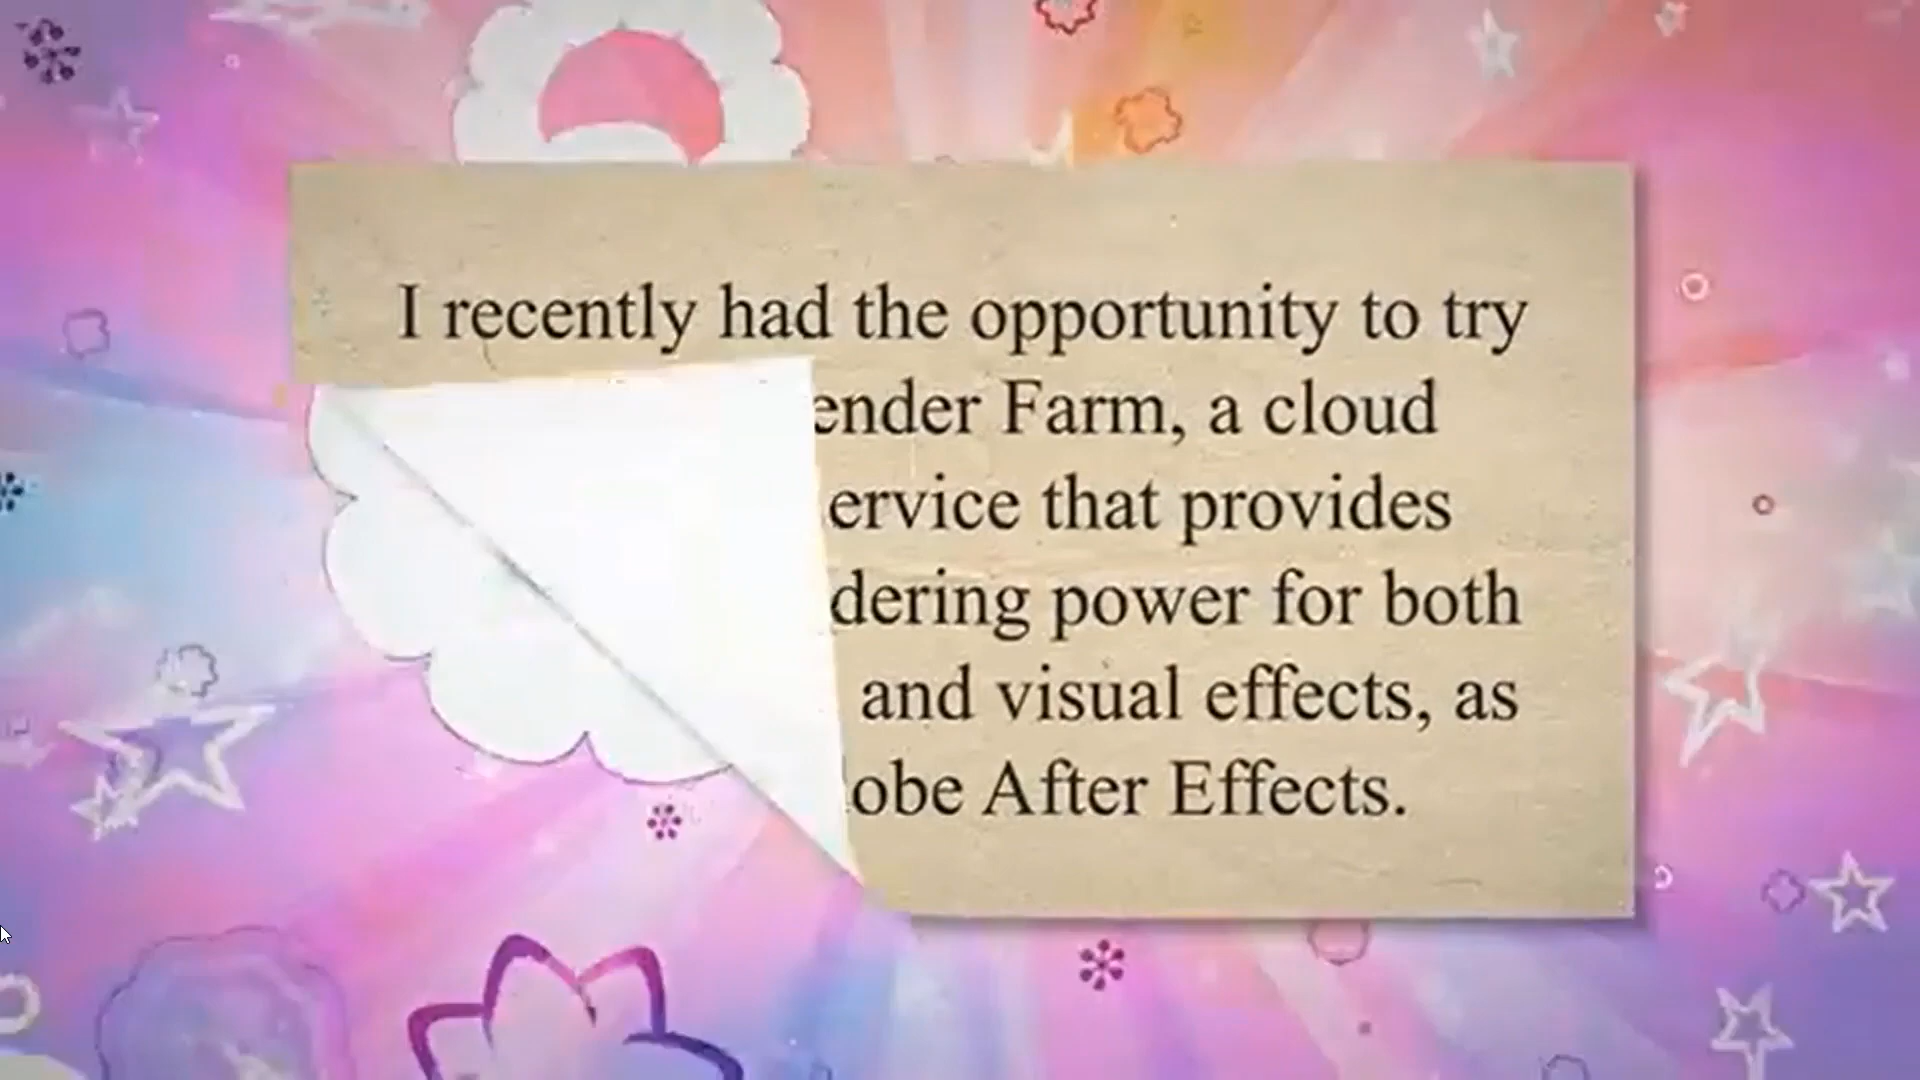 I recently had the opportunity to try
ender Farm, a cloud
ervice that provides
dering power for both
and visual effects, as
obe After Effects.